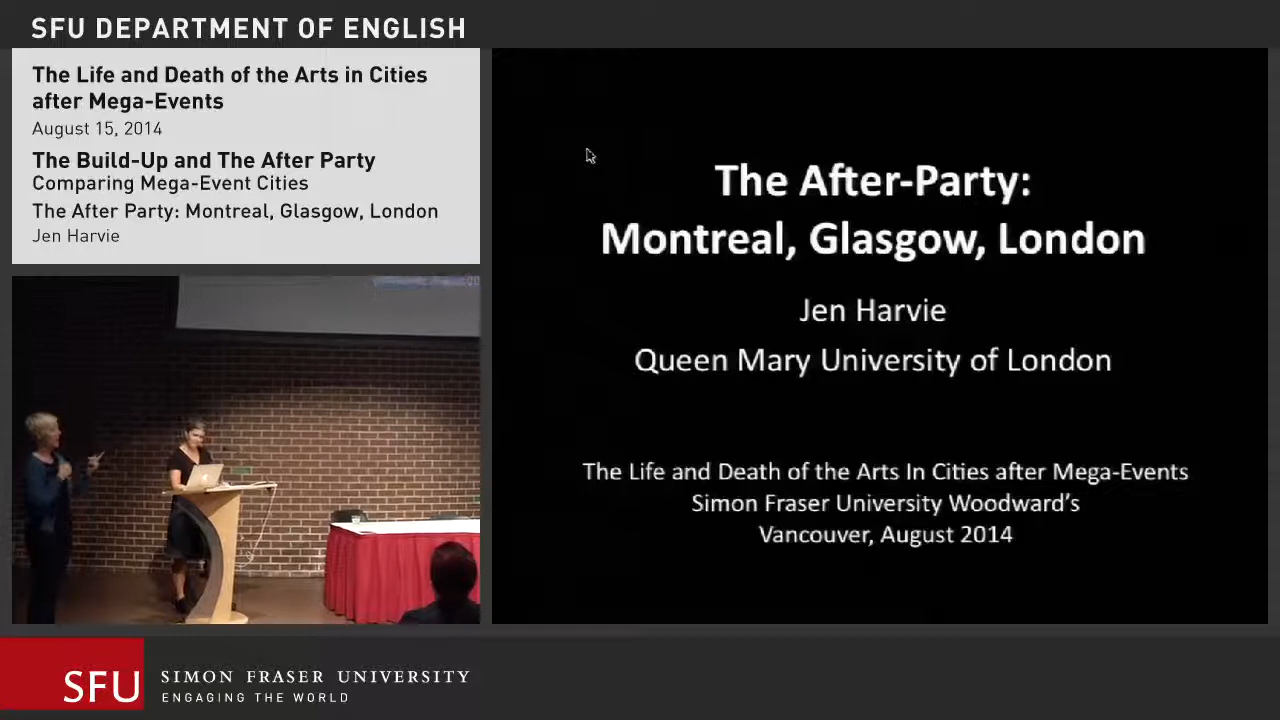 SFU DEPARTMENT OF ENGLISH
The Life and Death of the Arts in Cities
after Mega-Events
August 15, 2014
The Build-Up and The After Party
Comparing Mega-Event Cities
The After Party: Montreal, Glasgow, London
Jen Harvie
The After-Party:
Montreal, Glasgow, London
Jen Harvie
Queen Mary University of London
The Life and Death of the Arts In Cities after Mega-Events
Simon Fraser University Woodward's
Vancouver, August 2014
SFU
SIMON FRASER UNIVERSITY
ENGAGING THE WORLD